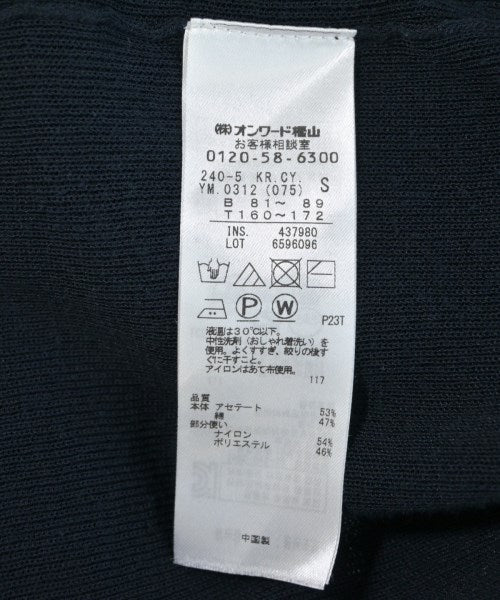 (株)オンワード樫山
お客様相談室
0120-58-6300
240-5 KR.CY. S
YM.0312 (075)
B 81～ 89
T160～172
INS. 437980
LOT 6596096
P W
P23T
液温は30℃以下。
中性洗剤(おしゃれ着洗い)を
使用。よくすすぎ、絞りの後す
ぐに干すこと。
アイロンはあて布使用。
117
品質
本体 アセテート 53%
綿 47%
部分使い
ナイロン 54%
ポリエステル 46%
中国製